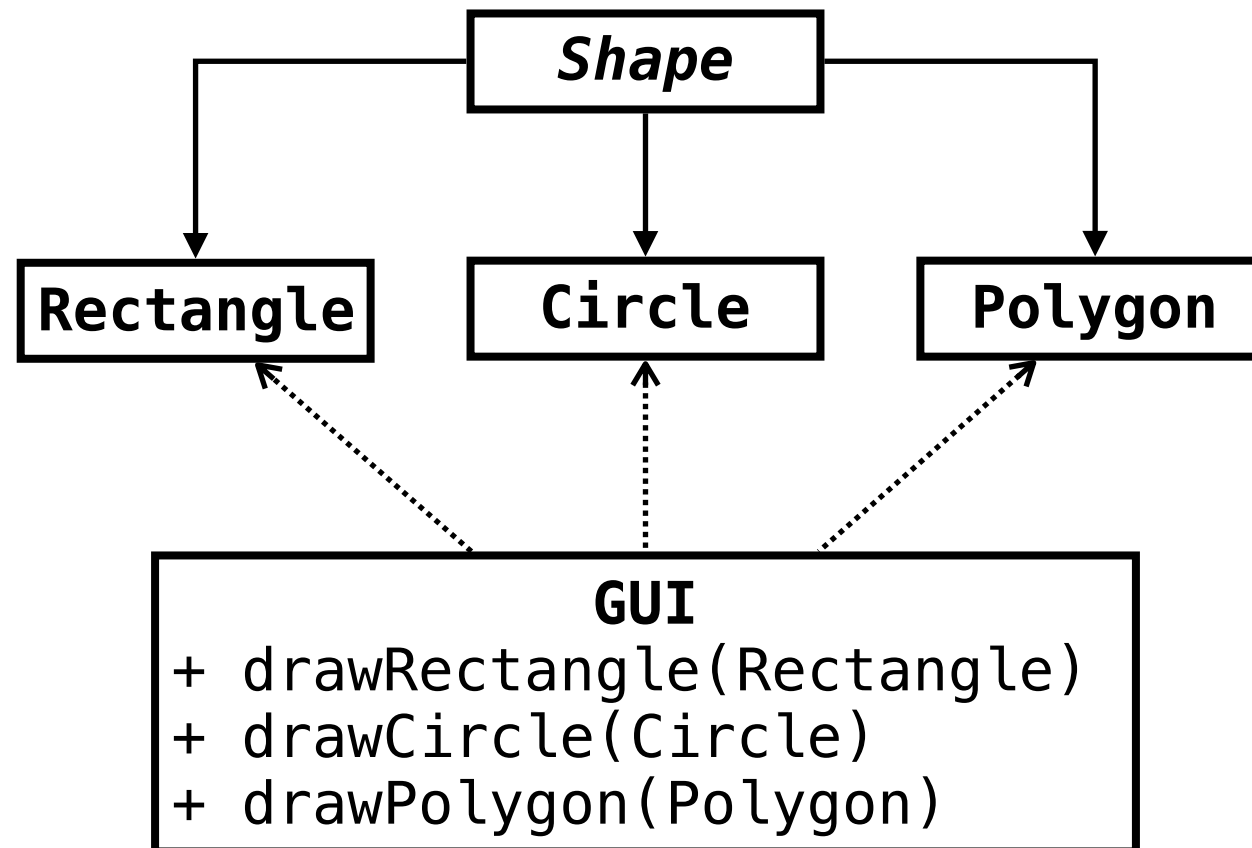 Shape
Rectangle Circle Polygon
GUI
+ drawRectangle(Rectangle)
+ drawCircle(Circle)
+ drawPolygon(Polygon)